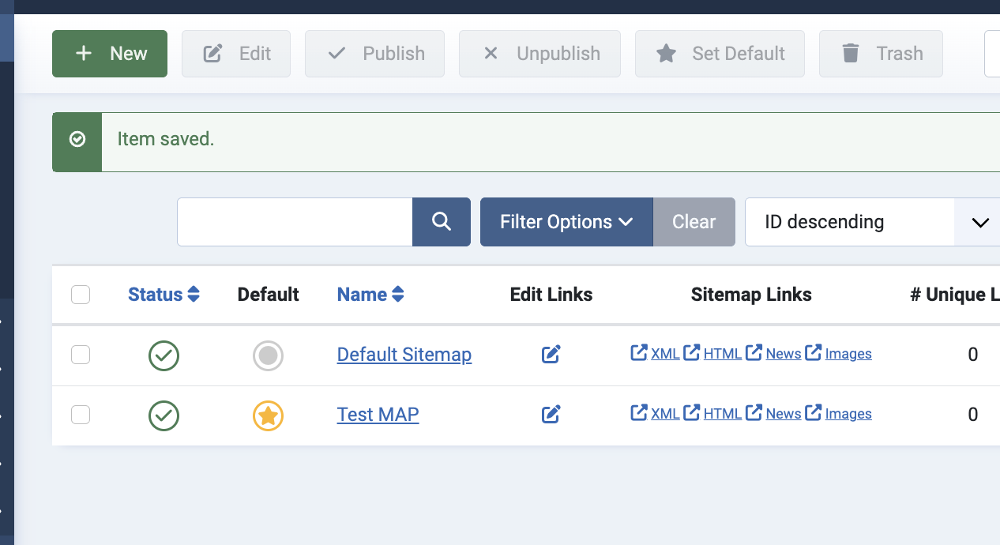 New Edit Publish Unpublish Set Default Trash
Item saved.
Filter Options Clear ID descending
Status Default Name Edit Links Sitemap Links # Unique L
Default Sitemap XML HTML News Images 0
Test MAP XML HTML News Images 0